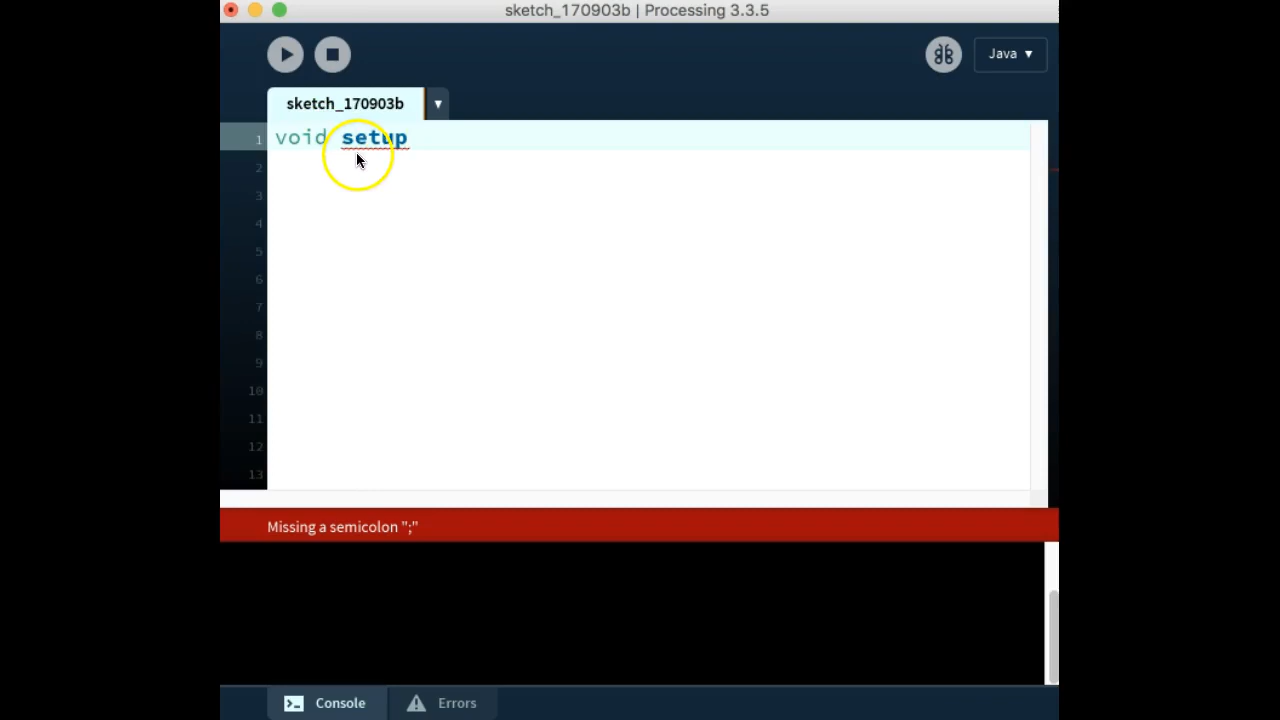 sketch_170903b | Processing 3.3.5
Java ▾
sketch_170903b ▾
1 void setup
2
3
4
5
6
7
8
9
10
11
12
13
Missing a semicolon ";"
>_ Console Errors